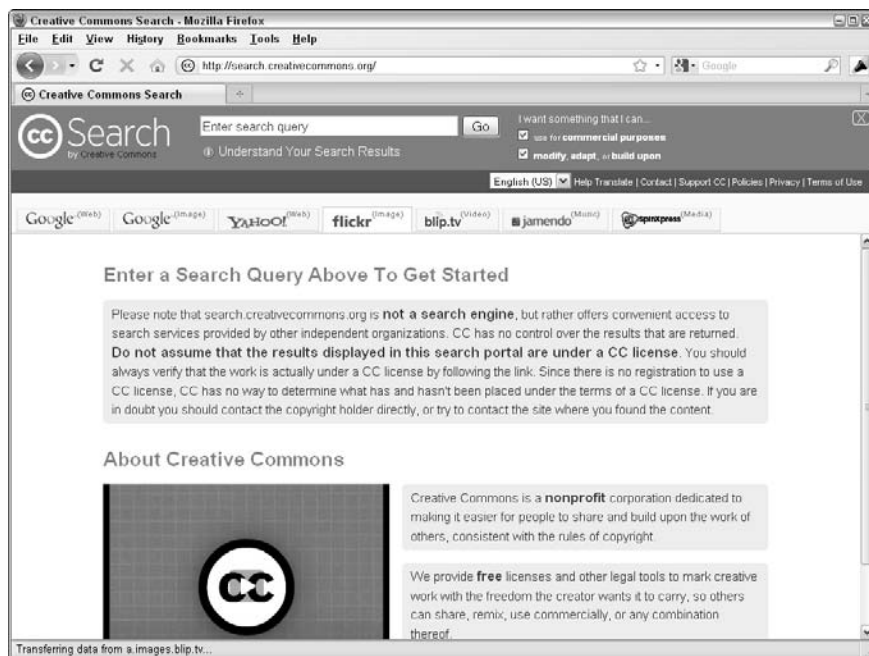 Creative Commons Search - Mozilla Firefox
File Edit View History Bookmarks Tools Help
http://search.creativecommons.org/ Google
Creative Commons Search
cc Search
by Creative Commons
Enter search query Go
Understand Your Search Results
I want something that I can...
use for commercial purposes
modify, adapt, or build upon
English (US) Help Translate | Contact | Support CC | Policies | Privacy | Terms of Use
Google (Web) Google (Image) YAHOO! (Web) flickr (Image) blip.tv (Video) jamendo (Music) spinxpress (Media)
Enter a Search Query Above To Get Started
Please note that search.creativecommons.org is not a search engine, but rather offers convenient access to
search services provided by other independent organizations. CC has no control over the results that are returned.
Do not assume that the results displayed in this search portal are under a CC license. You should
always verify that the work is actually under a CC license by following the link. Since there is no registration to use a
CC license, CC has no way to determine what has and hasn't been placed under the terms of a CC license. If you are
in doubt you should contact the copyright holder directly, or try to contact the site where you found the content.
About Creative Commons
cc
Creative Commons is a nonprofit corporation dedicated to
making it easier for people to share and build upon the work of
others, consistent with the rules of copyright.
We provide free licenses and other legal tools to mark creative
work with the freedom the creator wants it to carry, so others
can share, remix, use commercially, or any combination
thereof.
Transferring data from a.images.blip.tv...